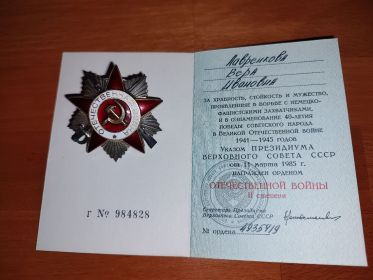 ОТЕЧЕСТВЕННАЯ ВОЙНА
Г № 984828
Лавренкова
Вера
Ивановна
ЗА ХРАБРОСТЬ, СТОЙКОСТЬ И МУЖЕСТВО,
ПРОЯВЛЕННЫЕ В БОРЬБЕ С НЕМЕЦКО-
ФАШИСТСКИМИ ЗАХВАТЧИКАМИ,
И В ОЗНАМЕНОВАНИЕ 40-ЛЕТИЯ
ПОБЕДЫ СОВЕТСКОГО НАРОДА
В ВЕЛИКОЙ ОТЕЧЕСТВЕННОЙ ВОЙНЕ
1941—1945 ГОДОВ
УКАЗОМ ПРЕЗИДИУМА
ВЕРХОВНОГО СОВЕТА СССР
ОТ 11 МАРТА 1985 Г.
НАГРАЖДЕН ОРДЕНОМ
ОТЕЧЕСТВЕННОЙ ВОЙНЫ
II степени
Секретарь Президиума
Верховного Совета СССР
№ ордена